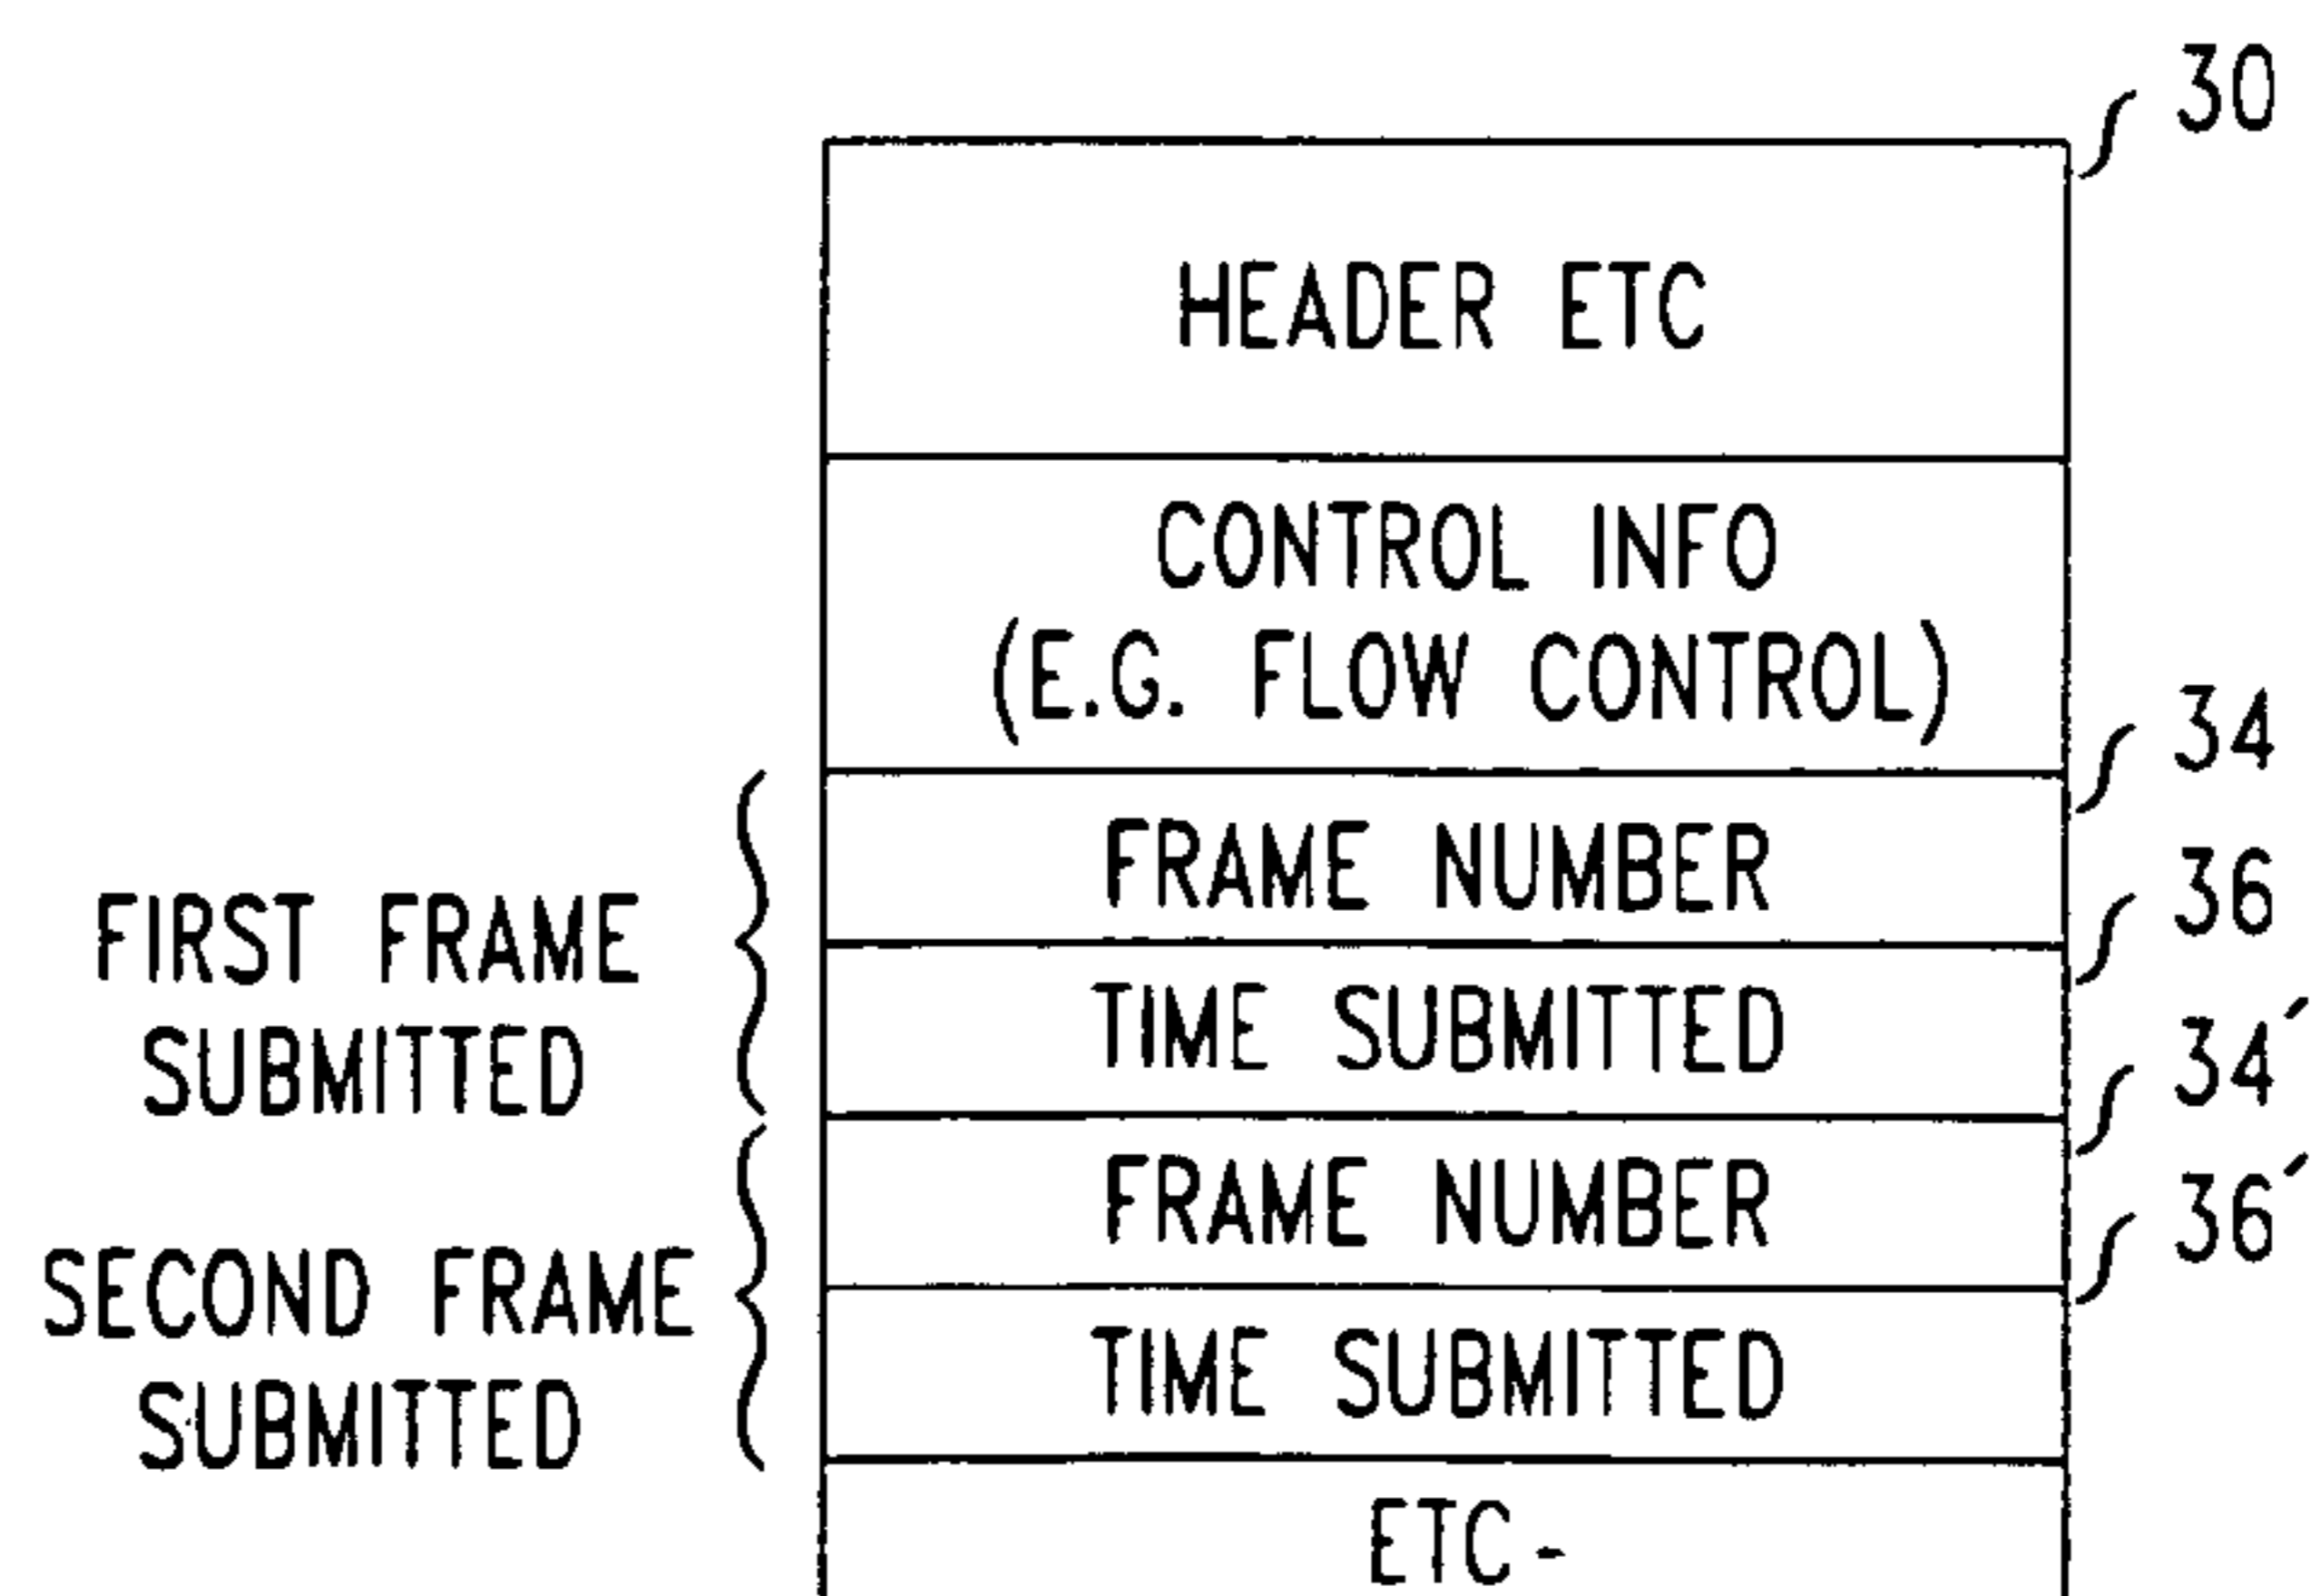 30
HEADER ETC
CONTROL INFO
(E.G. FLOW CONTROL)
34
FRAME NUMBER
36
FIRST FRAME
SUBMITTED
TIME SUBMITTED
34′
FRAME NUMBER
36′
SECOND FRAME
SUBMITTED
TIME SUBMITTED
ETC-